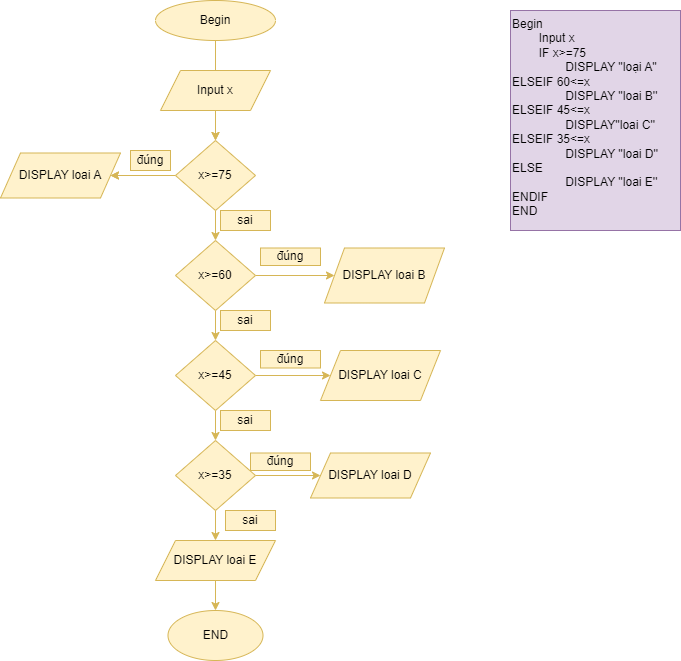 Begin
Input x
x>=75
đúng
DISPLAY loai A
sai
x>=60
đúng
DISPLAY loai B
sai
x>=45
đúng
DISPLAY loai C
sai
x>=35
đúng
DISPLAY loai D
sai
DISPLAY loai E
END
Begin
Input x
IF x>=75
DISPLAY "loại A"
ELSEIF 60<=x
DISPLAY "loai B"
ELSEIF 45<=x
DISPLAY"loai C"
ELSEIF 35<=x
DISPLAY "loai D"
ELSE
DISPLAY "loai E"
ENDIF
END